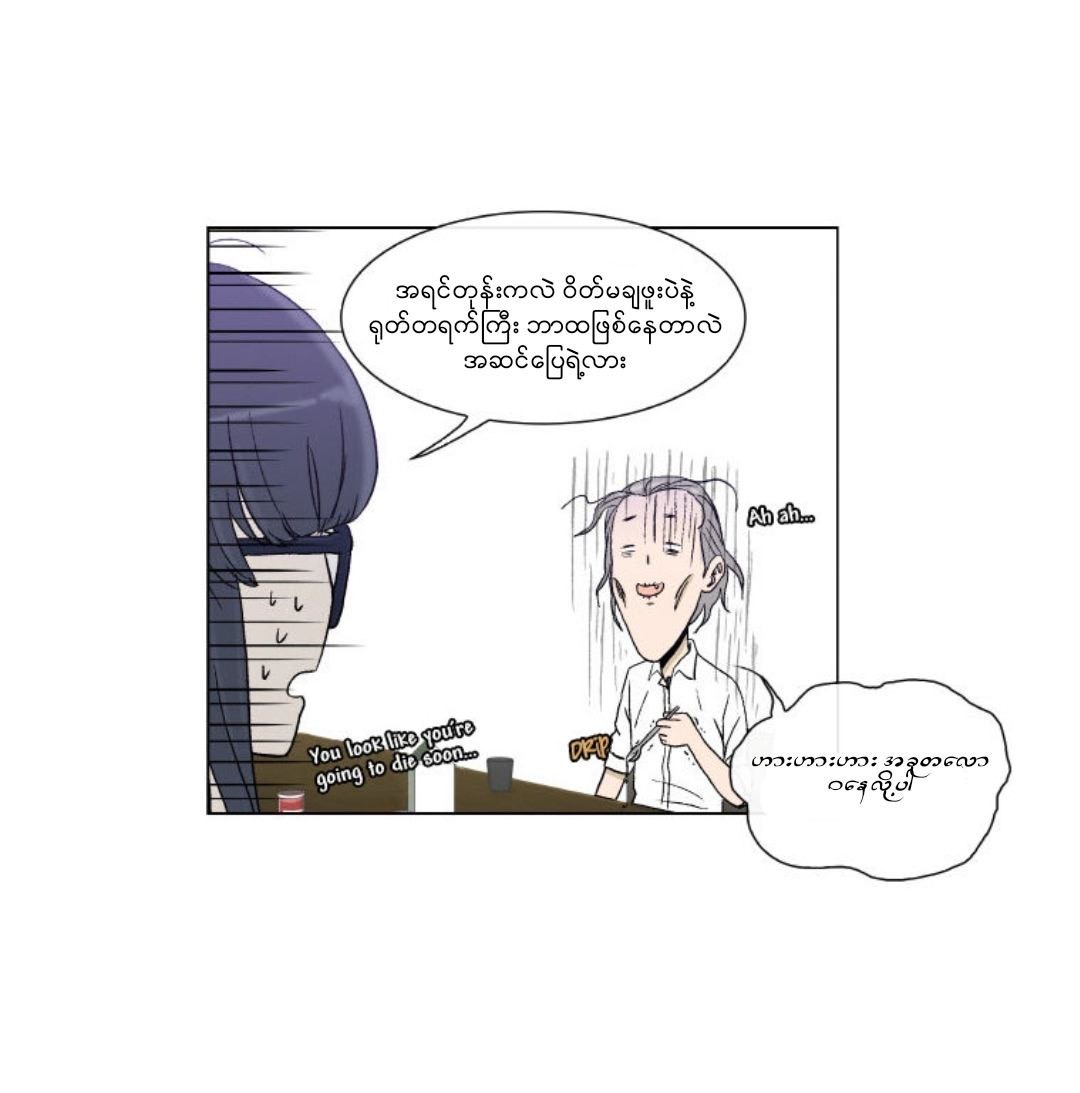 အရင်တုန်းကလဲ ဝိတ်မချဖူးပဲနဲ့
ရုတ်တရက်ကြီး ဘာထဖြစ်နေတာလဲ
အဆင်ပြေရဲ့လား
Ah ah...
You look like you're
going to die soon...
DRIP
ဟားဟားဟား အခုတလော
ဝနေလို့ပါ